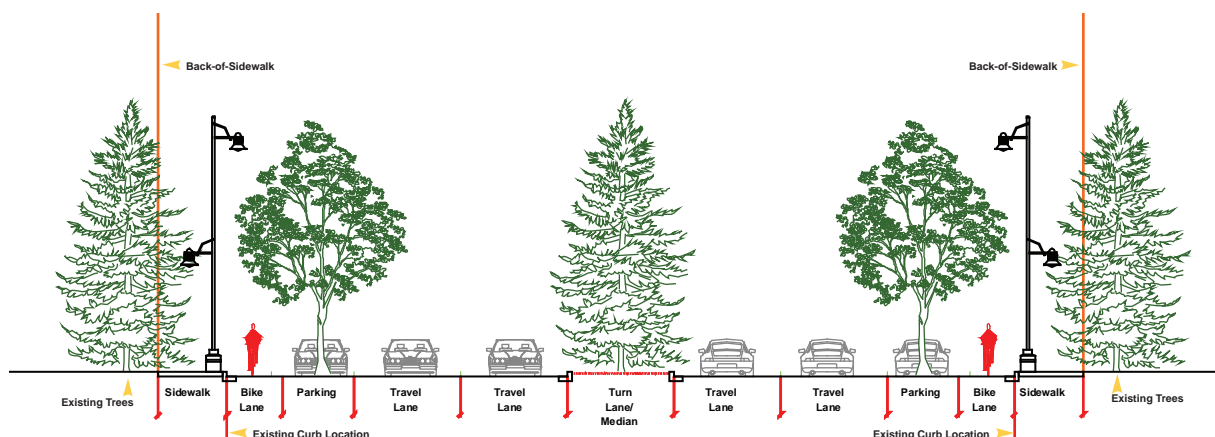 Back-of-Sidewalk
Back-of-Sidewalk
Sidewalk
Bike
Lane
Parking
Travel
Lane
Travel
Lane
Turn
Lane/
Median
Travel
Lane
Travel
Lane
Parking
Bike
Lane
Sidewalk
Existing Trees
Existing Trees
Existing Curb Location
Existing Curb Location